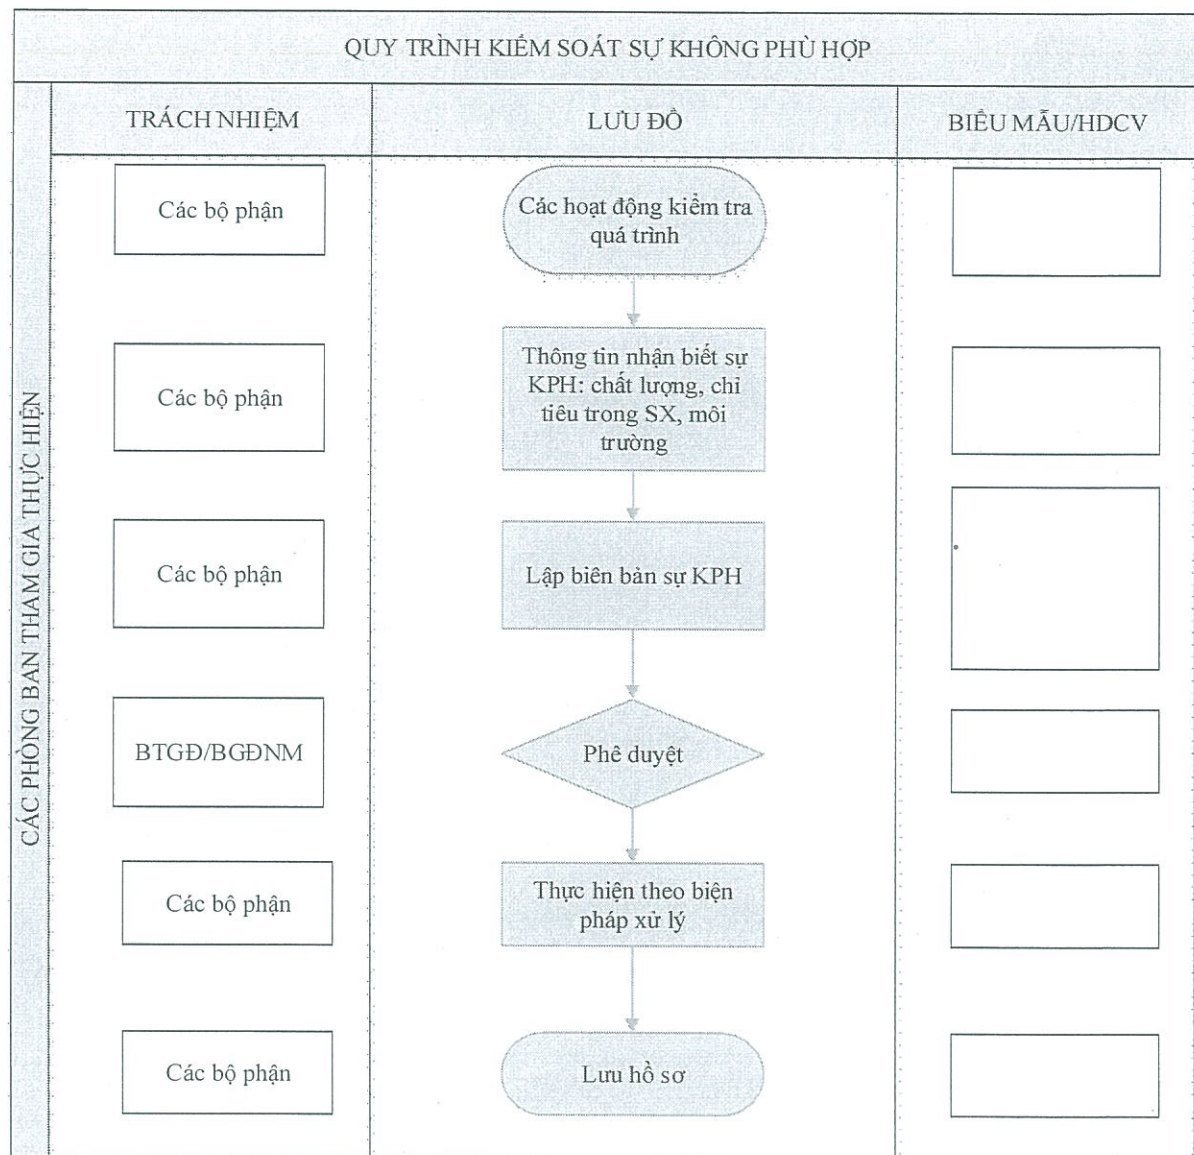 QUY TRÌNH KIỂM SOÁT SỰ KHÔNG PHÙ HỢP
TRÁCH NHIỆM
LƯU ĐỒ
BIỂU MẪU/HDCV
CÁC PHÒNG BAN THAM GIA THỰC HIỆN
Các bộ phận
Các hoạt động kiểm tra
quá trình
Các bộ phận
Thông tin nhận biết sự
KPH: chất lượng, chỉ
tiêu trong SX, môi
trường
Các bộ phận
Lập biên bản sự KPH
BTGĐ/BGĐNM
Phê duyệt
Các bộ phận
Thực hiện theo biện
pháp xử lý
Các bộ phận
Lưu hồ sơ